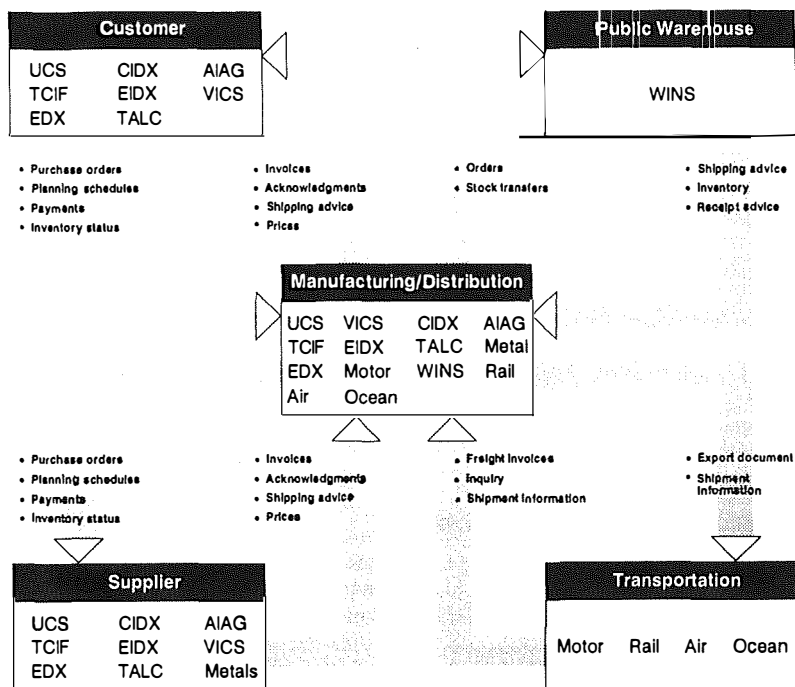 Customer
UCS CIDX AIAG
TCIF EIDX VICS
EDX TALC
Public Warehouse
WINS
• Purchase orders
• Planning schedules
• Payments
• Inventory status
• Invoices
• Acknowledgments
• Shipping advice
• Prices
• Orders
• Stock transfers
• Shipping advice
• Inventory
• Receipt advice
Manufacturing/Distribution
UCS VICS CIDX AIAG
TCIF EIDX TALC Metal
EDX Motor WINS Rail
Air Ocean
• Purchase orders
• Planning schedules
• Payments
• Inventory status
• Invoices
• Acknowledgments
• Shipping advice
• Prices
• Freight invoices
• Inquiry
• Shipment information
• Export document
• Shipment
information
Supplier
UCS CIDX AIAG
TCIF EIDX VICS
EDX TALC Metals
Transportation
Motor Rail Air Ocean